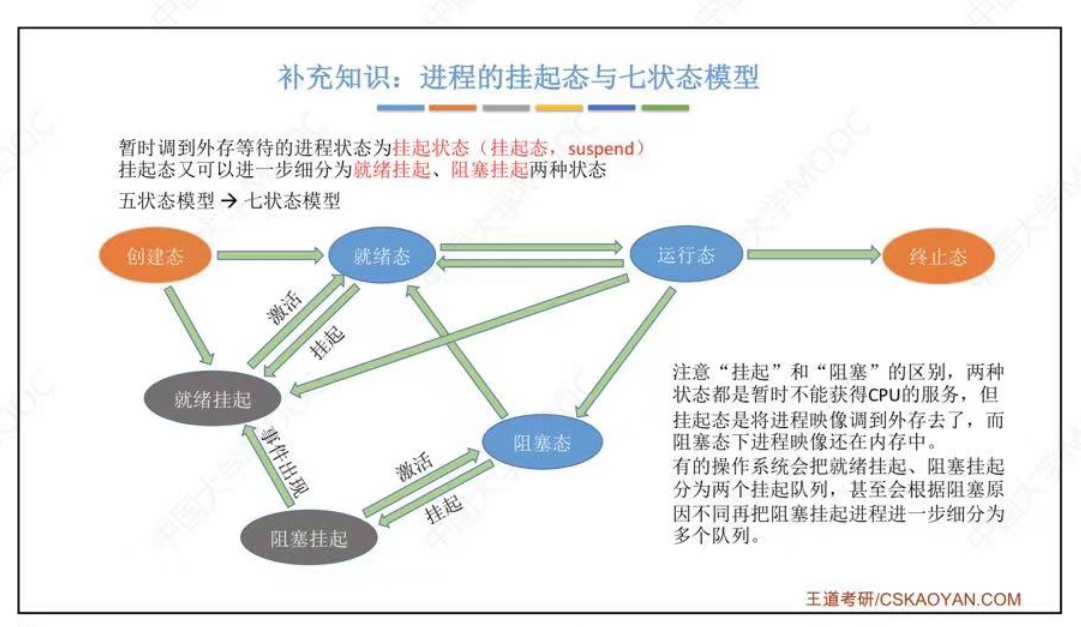 补充知识：进程的挂起态与七状态模型
暂时调到外存等待的进程状态为挂起状态（挂起态，suspend）
挂起态又可以进一步细分为就绪挂起、阻塞挂起两种状态
五状态模型→七状态模型
创建态
就绪态
运行态
终止态
激活
挂起
就绪挂起
阻塞态
事件出现
激活
挂起
阻塞挂起
注意“挂起”和“阻塞”的区别，两种
状态都是暂时不能获得CPU的服务，但
挂起态是将进程映像调到外存去了，而
阻塞态下进程映像还在内存中。
有的操作系统会把就绪挂起、阻塞挂起
分为两个挂起队列，甚至会根据阻塞原
因不同再把阻塞挂起进程进一步细分为
多个队列。
王道考研/CSKAOYAN.COM
中国大学MOOC